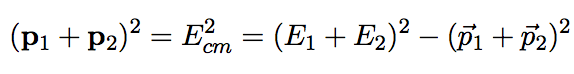 (𝐩₁ + 𝐩₂)² = E²_cm = (E₁ + E₂)² − (p⃗₁ + p⃗₂)²